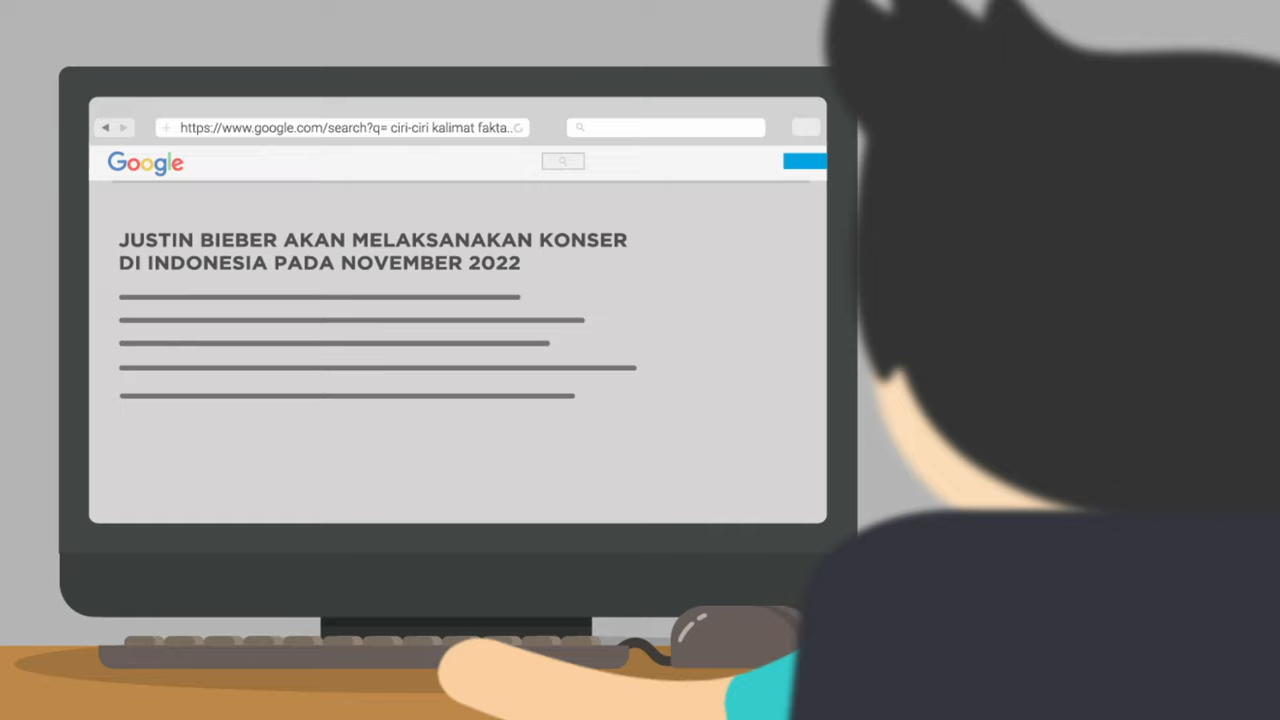 https://www.google.com/search?q= ciri-ciri kalimat fakta..
Google
JUSTIN BIEBER AKAN MELAKSANAKAN KONSER
DI INDONESIA PADA NOVEMBER 2022